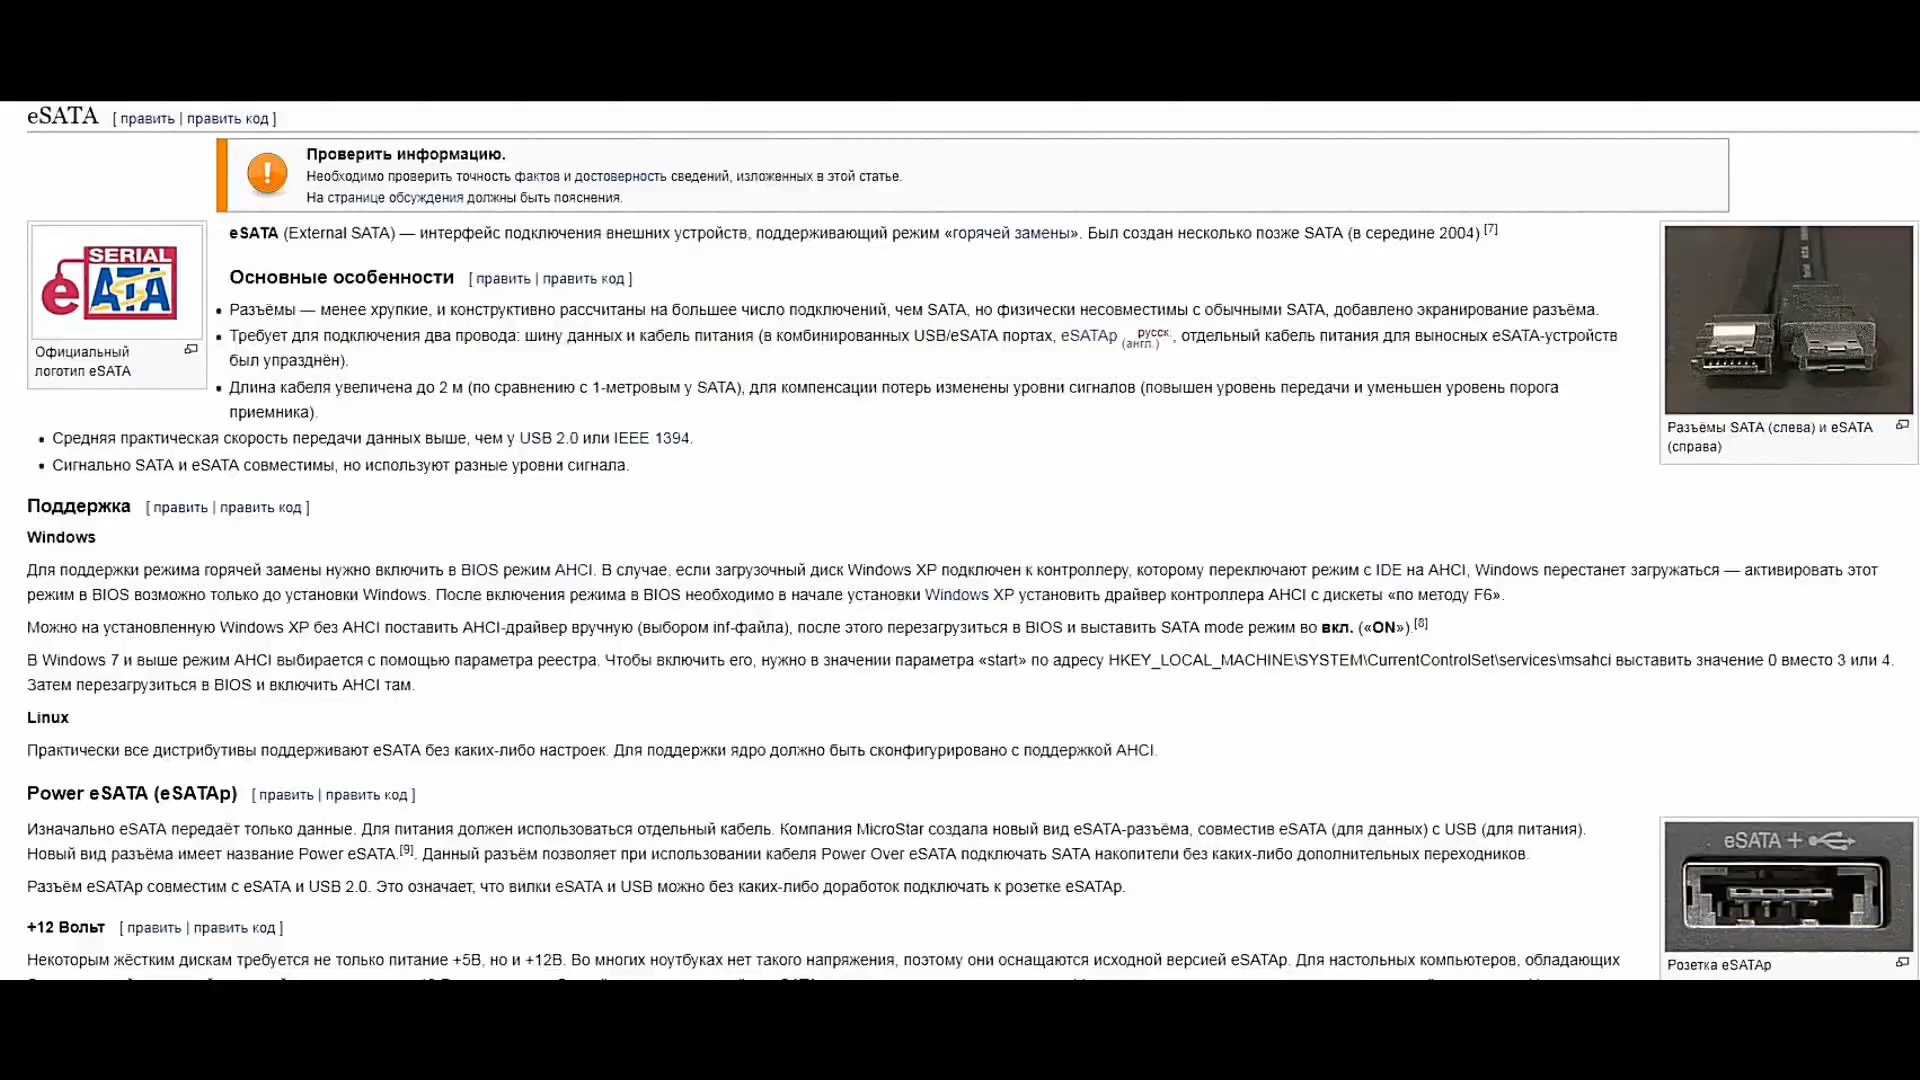 eSATA [ править | править код ]
Проверить информацию.
Необходимо проверить точность фактов и достоверность сведений, изложенных в этой статье.
На странице обсуждения должны быть пояснения.
SERIAL
eATA
Официальный
логотип eSATA
eSATA (External SATA) — интерфейс подключения внешних устройств, поддерживающий режим «горячей замены». Был создан несколько позже SATA (в середине 2004).[7]
Основные особенности [ править | править код ]
• Разъёмы — менее хрупкие, и конструктивно рассчитаны на большее число подключений, чем SATA, но физически несовместимы с обычными SATA, добавлено экранирование разъёма.
• Требует для подключения два провода: шину данных и кабель питания (в комбинированных USB/eSATA портах, eSATAp русск. (англ.), отдельный кабель питания для выносных eSATA-устройств
был упразднён).
• Длина кабеля увеличена до 2 м (по сравнению с 1-метровым у SATA), для компенсации потерь изменены уровни сигналов (повышен уровень передачи и уменьшен уровень порога
приемника).
• Средняя практическая скорость передачи данных выше, чем у USB 2.0 или IEEE 1394.
• Сигнально SATA и eSATA совместимы, но используют разные уровни сигнала.
Разъёмы SATA (слева) и eSATA
(справа)
Поддержка [ править | править код ]
Windows
Для поддержки режима горячей замены нужно включить в BIOS режим AHCI. В случае, если загрузочный диск Windows XP подключен к контроллеру, которому переключают режим с IDE на AHCI, Windows перестанет загружаться — активировать этот
режим в BIOS возможно только до установки Windows. После включения режима в BIOS необходимо в начале установки Windows XP установить драйвер контроллера AHCI с дискеты «по методу F6».
Можно на установленную Windows XP без AHCI поставить AHCI-драйвер вручную (выбором inf-файла), после этого перезагрузиться в BIOS и выставить SATA mode режим во вкл. («ON»).[8]
В Windows 7 и выше режим AHCI выбирается с помощью параметра реестра. Чтобы включить его, нужно в значении параметра «start» по адресу HKEY_LOCAL_MACHINE\SYSTEM\CurrentControlSet\services\msahci выставить значение 0 вместо 3 или 4.
Затем перезагрузиться в BIOS и включить AHCI там.
Linux
Практически все дистрибутивы поддерживают eSATA без каких-либо настроек. Для поддержки ядро должно быть сконфигурировано с поддержкой AHCI.
Power eSATA (eSATAp) [ править | править код ]
Изначально eSATA передаёт только данные. Для питания должен использоваться отдельный кабель. Компания MicroStar создала новый вид eSATA-разъёма, совместив eSATA (для данных) с USB (для питания).
Новый вид разъёма имеет название Power eSATA.[9]. Данный разъём позволяет при использовании кабеля Power Over eSATA подключать SATA накопители без каких-либо дополнительных переходников.
Разъём eSATAp совместим с eSATA и USB 2.0. Это означает, что вилки eSATA и USB можно без каких-либо доработок подключать к розетке eSATAp.
eSATA +
Розетка eSATAp
+12 Вольт [ править | править код ]
Некоторым жёстким дискам требуется не только питание +5В, но и +12В. Во многих ноутбуках нет такого напряжения, поэтому они оснащаются исходной версией eSATAp. Для настольных компьютеров, обладающих